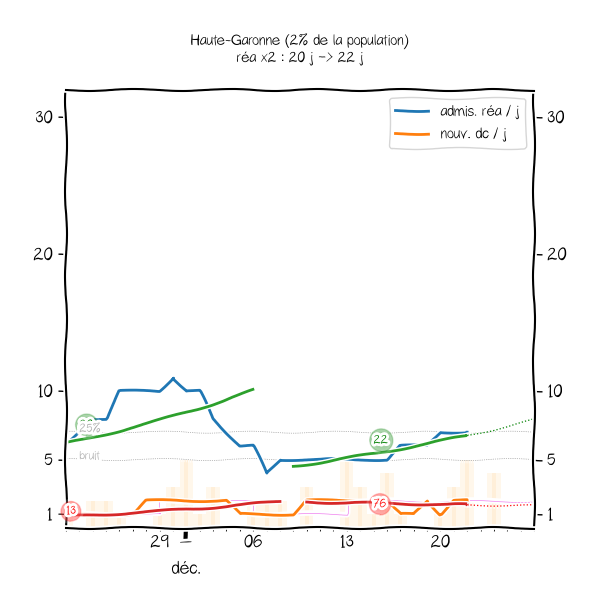 Haute-Garonne (2% de la population)
réa x2 : 20 j -> 22 j
admis. réa / j
nouv. dc / j
30 30
20 20
10 10
25%
22
5 5
bruit
13
76
1 1
29 06 13 20
déc.